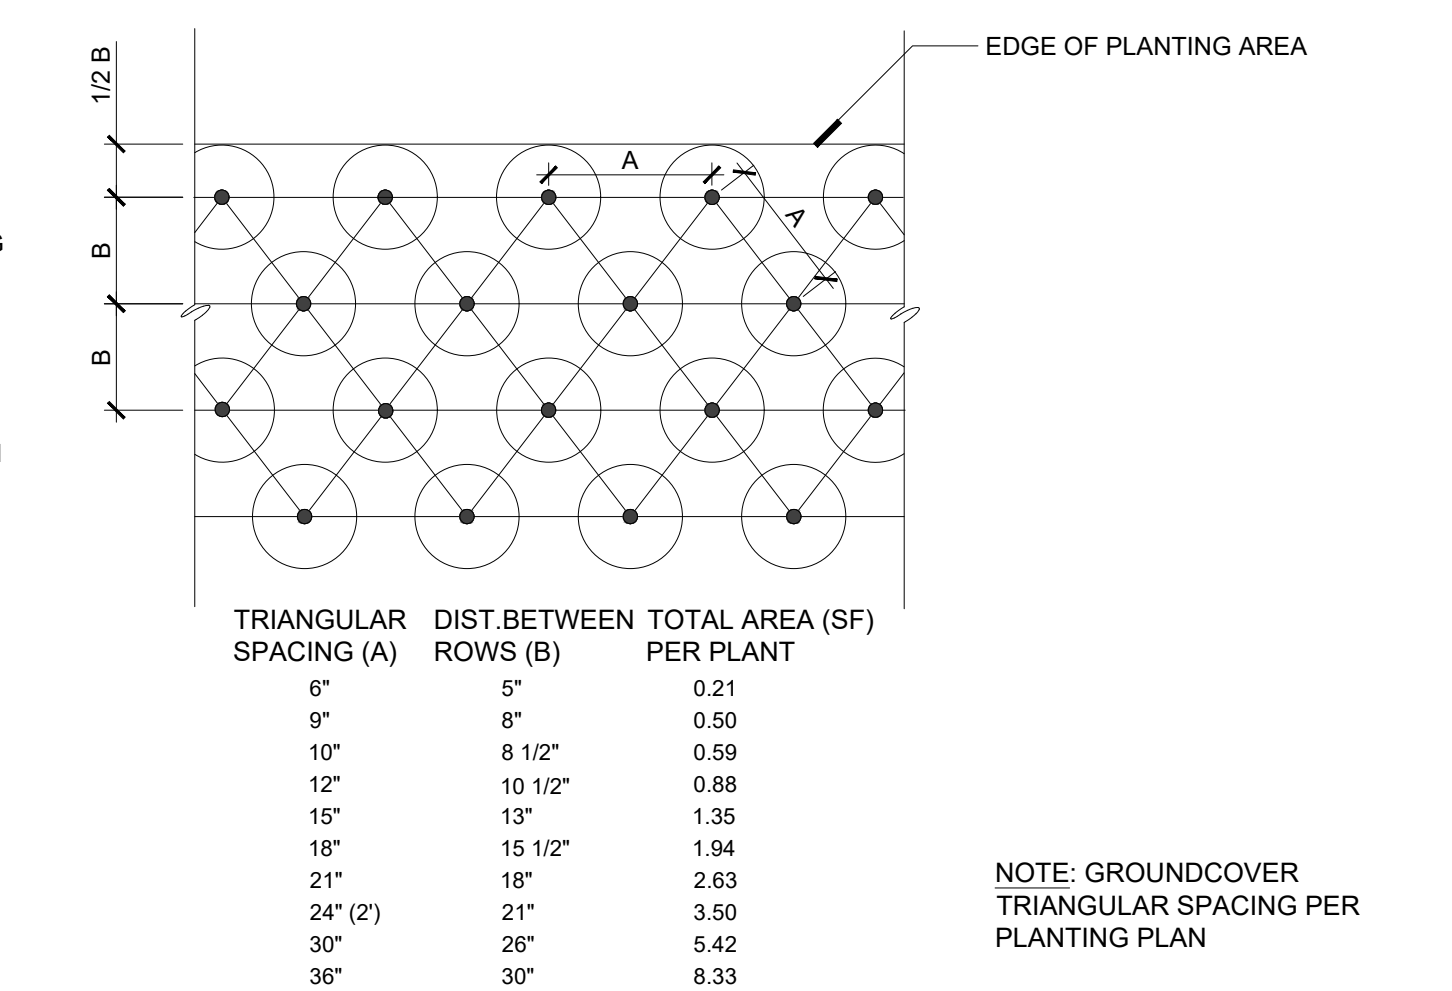 1/2 B
EDGE OF PLANTING AREA
A
A
B
B
TRIANGULAR SPACING (A) DIST.BETWEEN ROWS (B) TOTAL AREA (SF) PER PLANT
6" 5" 0.21
9" 8" 0.50
10" 8 1/2" 0.59
12" 10 1/2" 0.88
15" 13" 1.35
18" 15 1/2" 1.94
21" 18" 2.63
24" (2') 21" 3.50
30" 26" 5.42
36" 30" 8.33
NOTE: GROUNDCOVER
TRIANGULAR SPACING PER
PLANTING PLAN